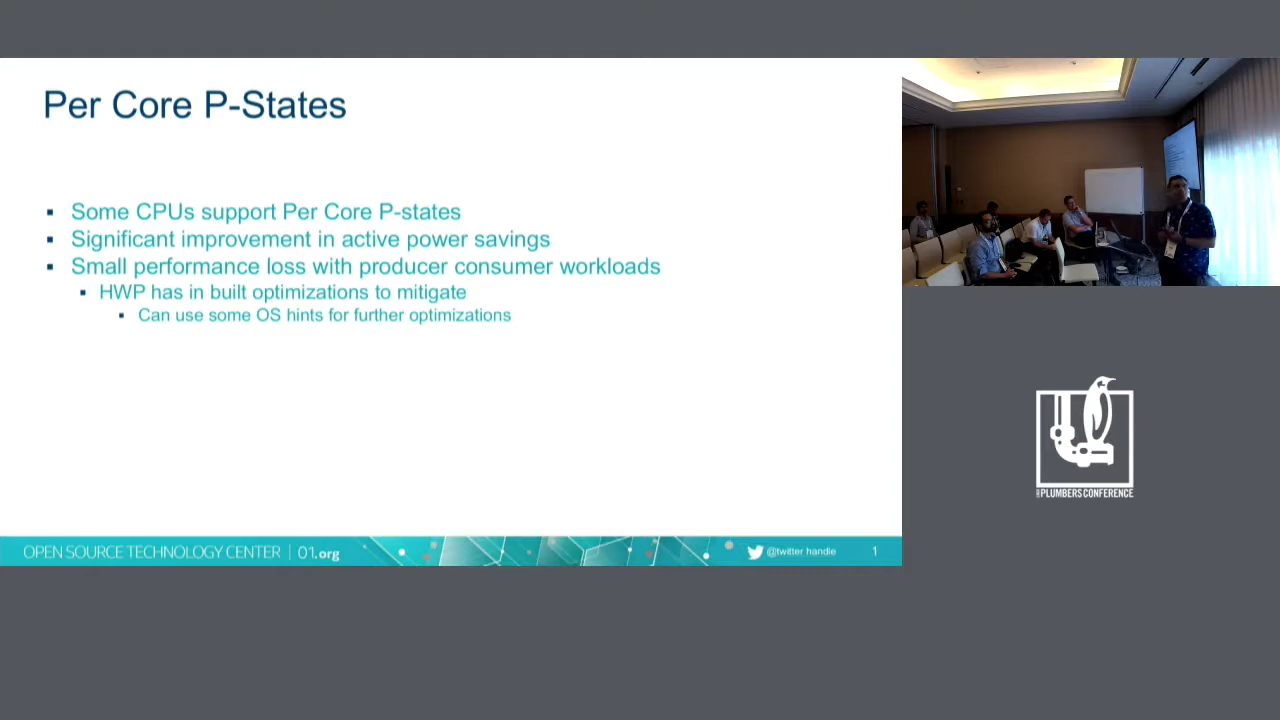 Per Core P-States
Some CPUs support Per Core P-states
Significant improvement in active power savings
Small performance loss with producer consumer workloads
HWP has in built optimizations to mitigate
Can use some OS hints for further optimizations
OPEN SOURCE TECHNOLOGY CENTER | 01.org
@twitter handle
1
PLUMBERS CONFERENCE